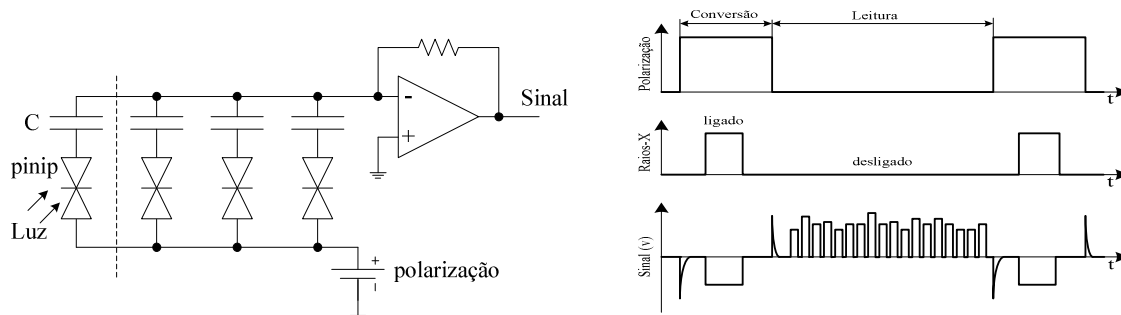 C
pinip
Luz
-
+
Sinal
+
-
polarização
Conversão
Leitura
Polarização
t
ligado
Raios-X
desligado
t
Sinal (v)
t